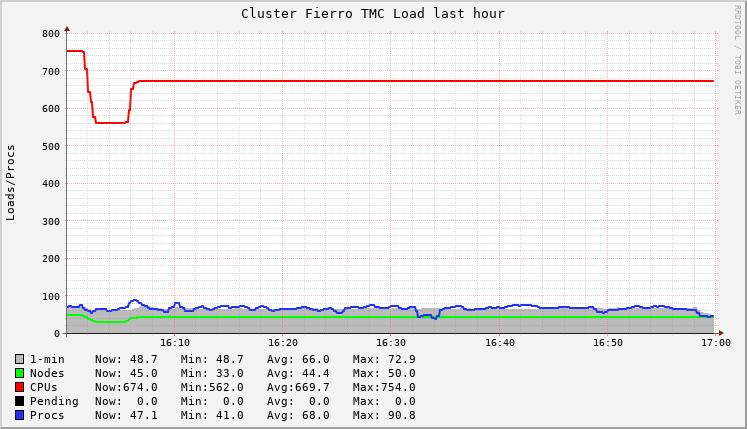 Cluster Fierro TMC Load last hour
RRDTOOL / TOBI OETIKER
Loads/Procs
800
700
600
500
400
300
200
100
0
16:10 16:20 16:30 16:40 16:50 17:00
1-min Now: 48.7 Min: 48.7 Avg: 66.0 Max: 72.9
Nodes Now: 45.0 Min: 33.0 Avg: 44.4 Max: 50.0
CPUs Now:674.0 Min:562.0 Avg:669.7 Max:754.0
Pending Now: 0.0 Min: 0.0 Avg: 0.0 Max: 0.0
Procs Now: 47.1 Min: 41.0 Avg: 68.0 Max: 90.8